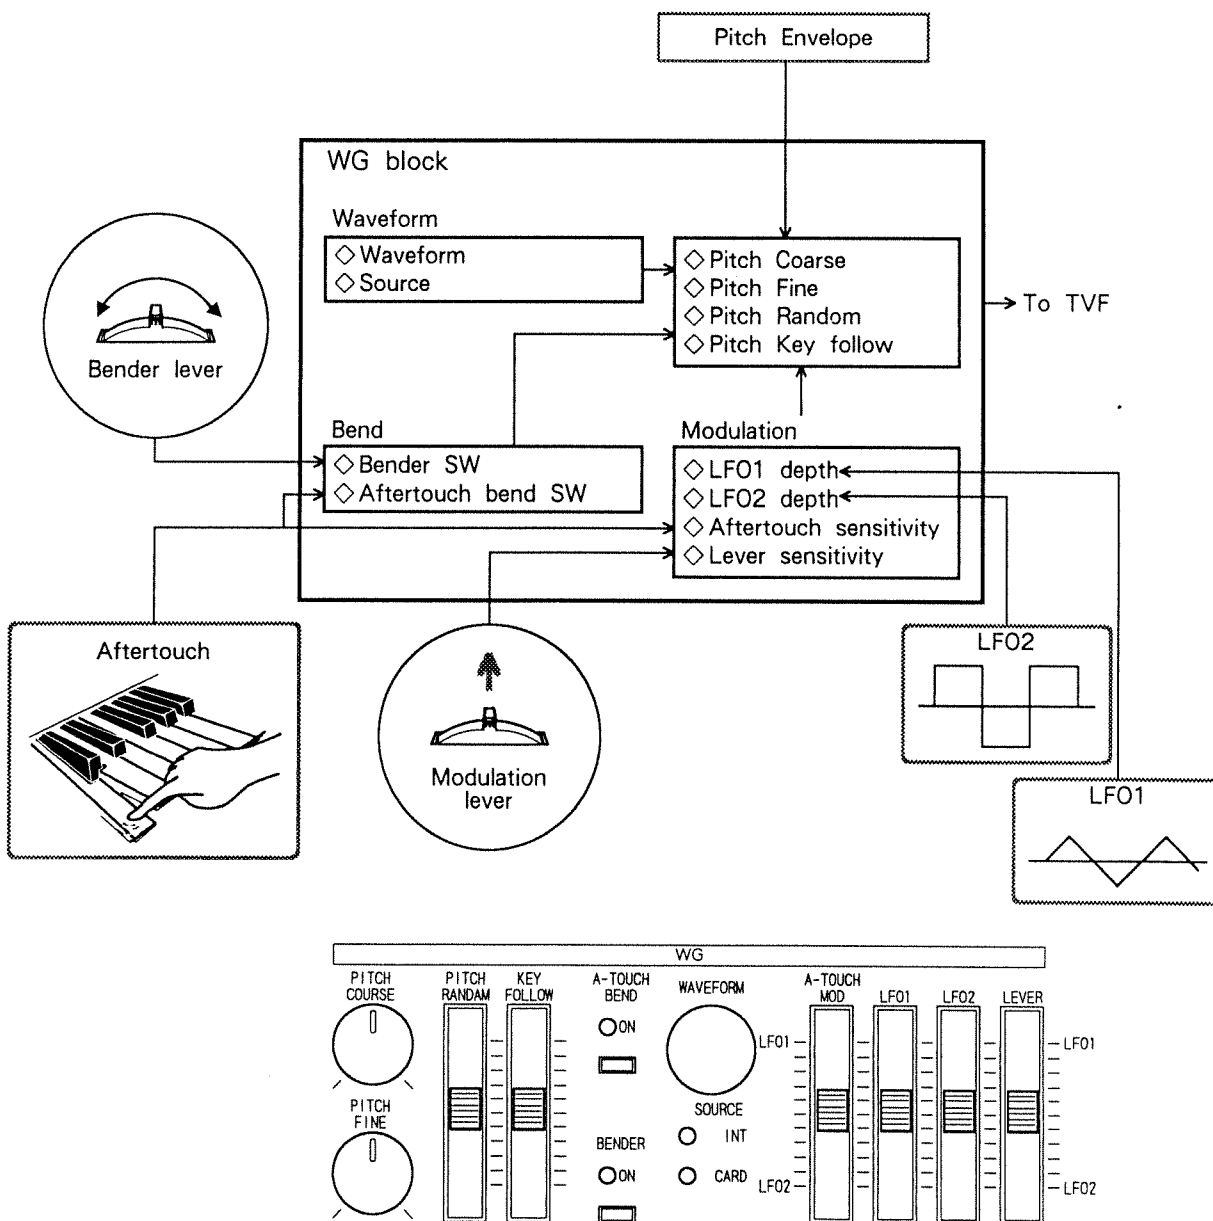 Pitch Envelope
WG block
Waveform
◇Waveform
◇Source
◇Pitch Coarse
◇Pitch Fine
◇Pitch Random
◇Pitch Key follow
To TVF
Bender lever
Bend
◇Bender SW
◇Aftertouch bend SW
Modulation
◇LFO1 depth
◇LFO2 depth
◇Aftertouch sensitivity
◇Lever sensitivity
Aftertouch
Modulation
lever
LFO2
LFO1
WG
PITCH
COURSE
PITCH
RANDAM
KEY
FOLLOW
A-TOUCH
BEND
ON
WAVEFORM
A-TOUCH
MOD
LFO1
LFO2
LEVER
LFO1
LFO1
PITCH
FINE
BENDER
ON
SOURCE
INT
CARD
LFO2
LFO2